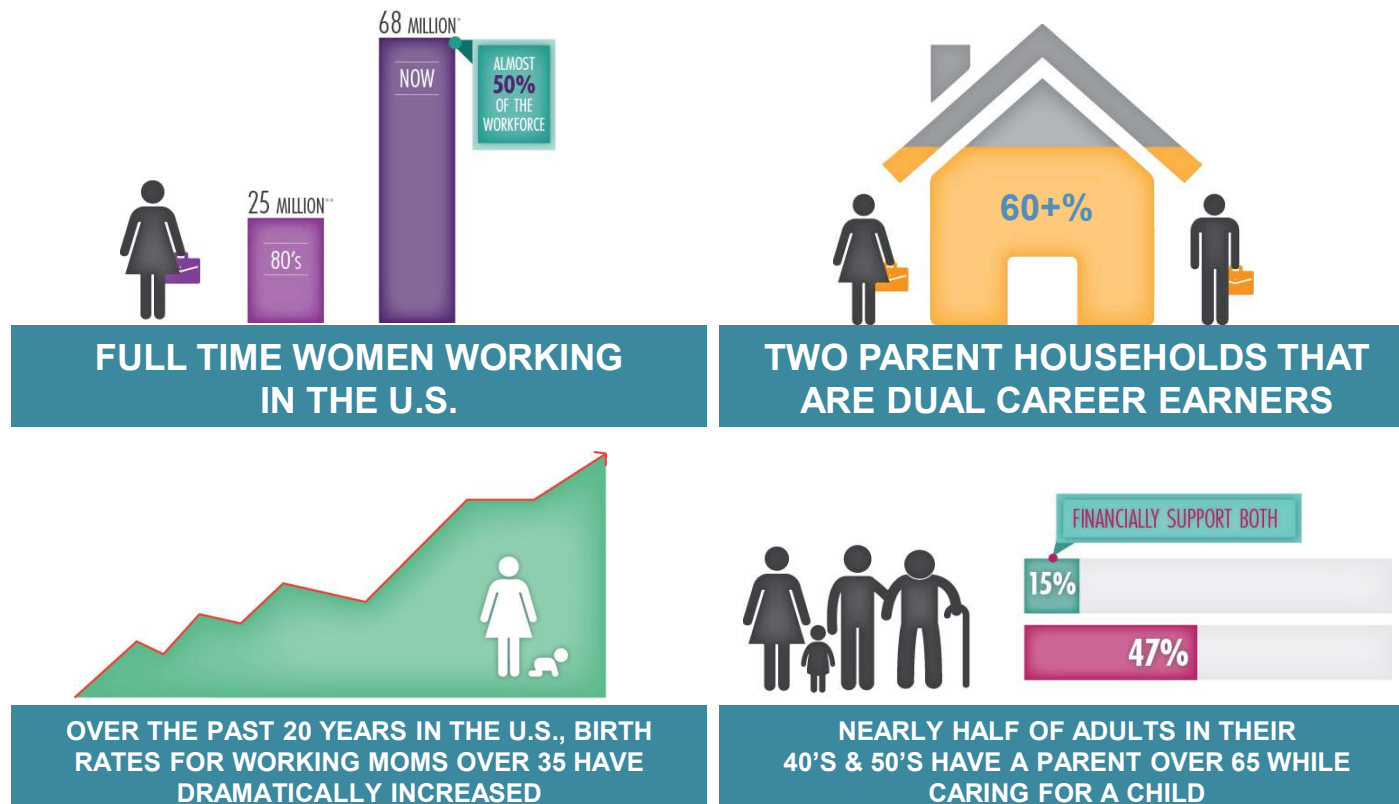 68 MILLION*
NOW
ALMOST
50%
OF THE
WORKFORCE
25 MILLION**
80's
FULL TIME WOMEN WORKING
IN THE U.S.
60+%
TWO PARENT HOUSEHOLDS THAT
ARE DUAL CAREER EARNERS
OVER THE PAST 20 YEARS IN THE U.S., BIRTH
RATES FOR WORKING MOMS OVER 35 HAVE
DRAMATICALLY INCREASED
FINANCIALLY SUPPORT BOTH
15%
47%
NEARLY HALF OF ADULTS IN THEIR
40'S & 50'S HAVE A PARENT OVER 65 WHILE
CARING FOR A CHILD